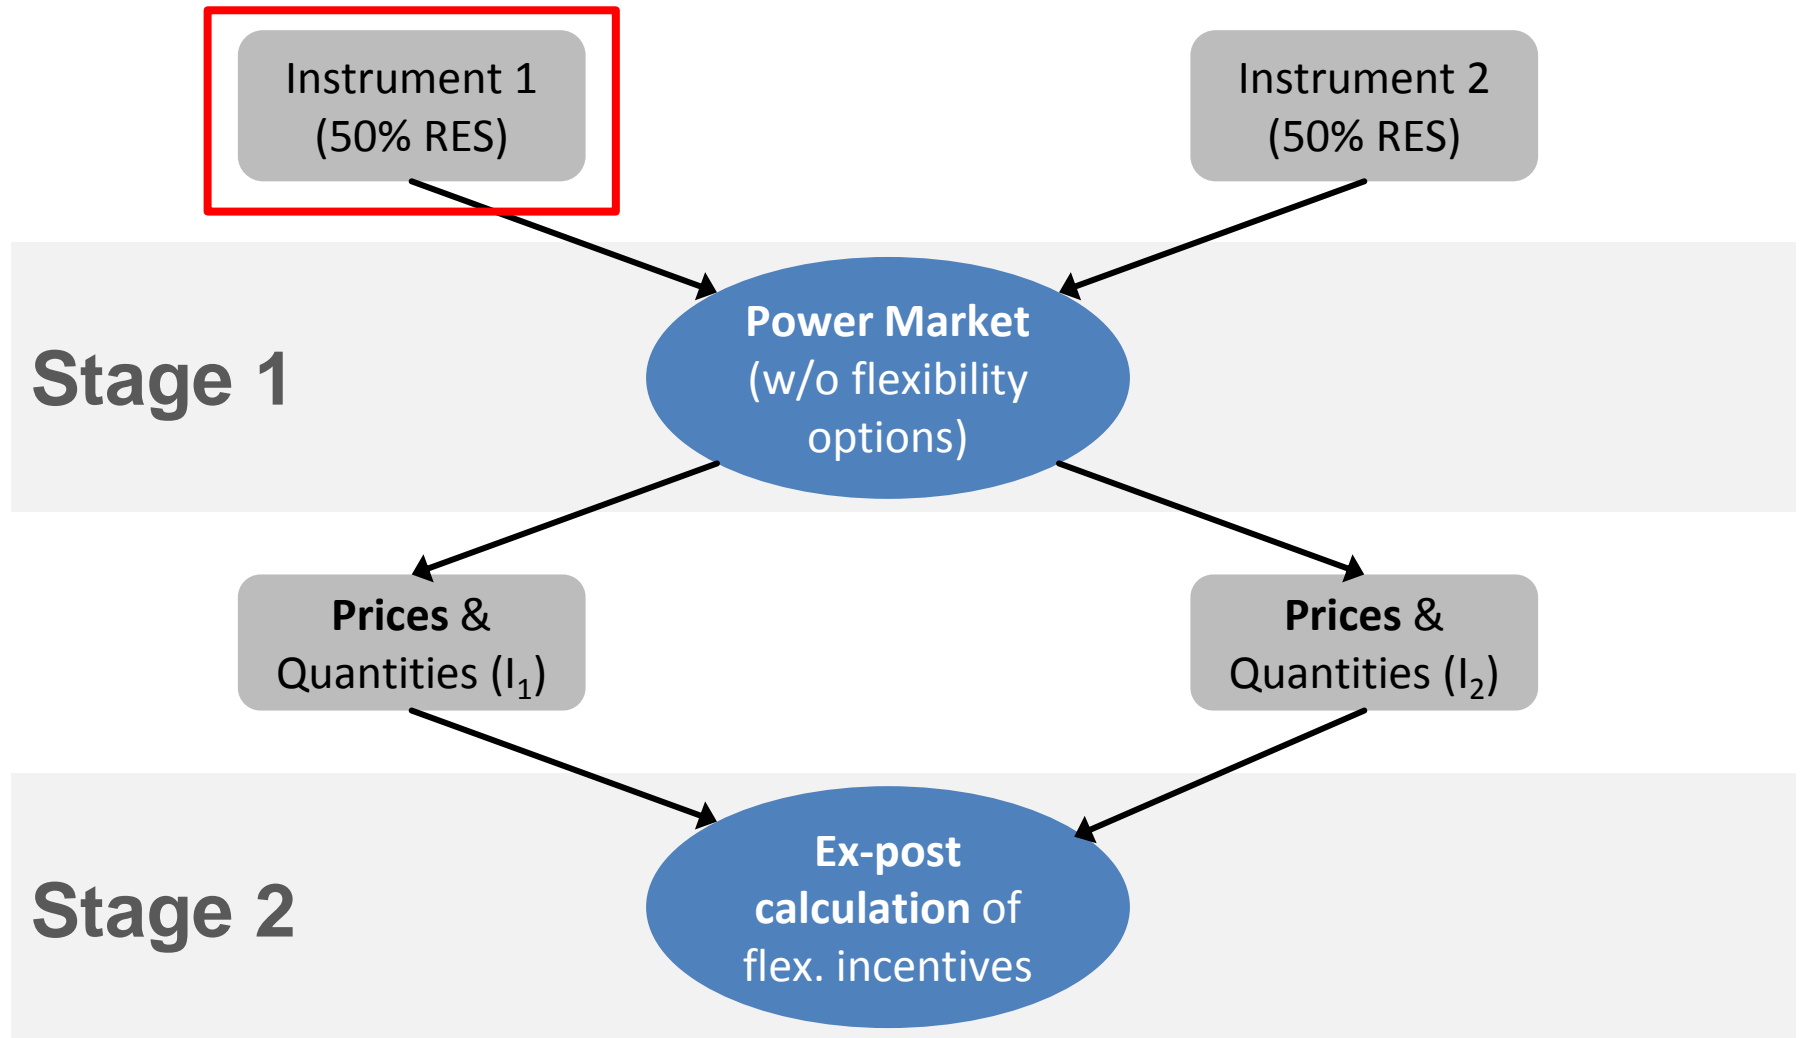 Instrument 1
(50% RES)
Instrument 2
(50% RES)
Stage 1
Power Market
(w/o flexibility
options)
Prices &
Quantities (I₁)
Prices &
Quantities (I₂)
Stage 2
Ex-post
calculation of
flex. incentives